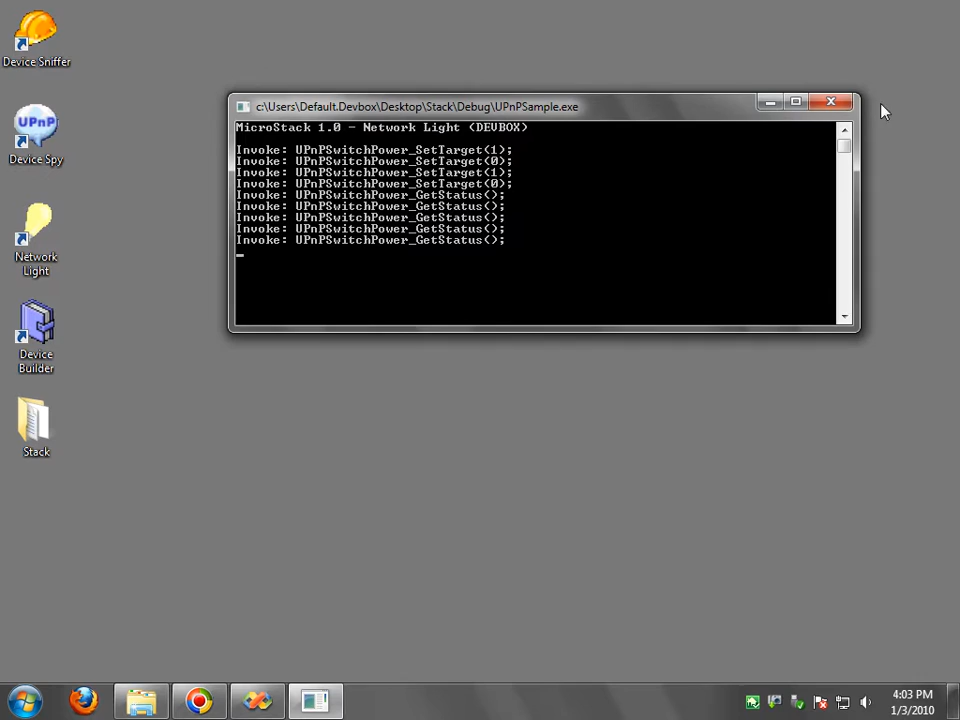 Device Sniffer
UPnP
Device Spy
Network
Light
Device
Builder
Stack
c:\Users\Default.Devbox\Desktop\Stack\Debug\UPnPSample.exe
MicroStack 1.0 - Network Light (DEVBOX)
Invoke: UPnPSwitchPower_SetTarget(1);
Invoke: UPnPSwitchPower_SetTarget(0);
Invoke: UPnPSwitchPower_SetTarget(1);
Invoke: UPnPSwitchPower_SetTarget(0);
Invoke: UPnPSwitchPower_GetStatus();
Invoke: UPnPSwitchPower_GetStatus();
Invoke: UPnPSwitchPower_GetStatus();
Invoke: UPnPSwitchPower_GetStatus();
Invoke: UPnPSwitchPower_GetStatus();
4:03 PM
1/3/2010